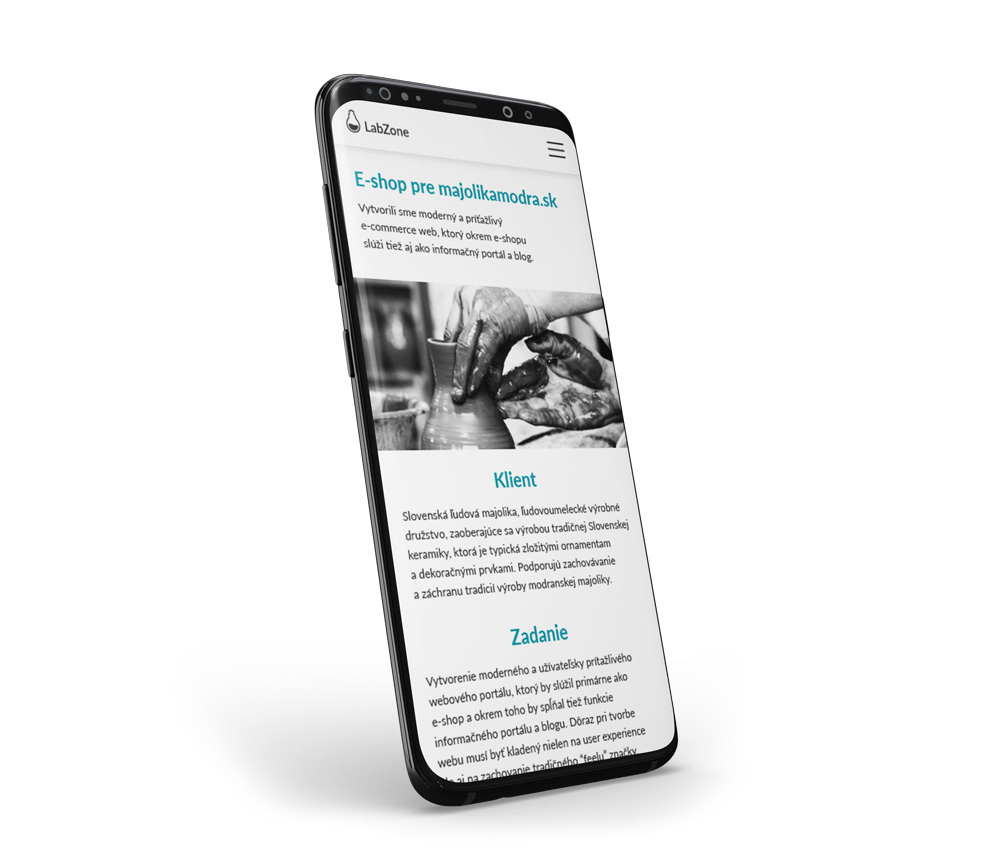 LabZone
E-shop pre majolikamodra.sk
Vytvorili sme moderný a príťažlivý
e-commerce web, ktorý okrem e-shopu
slúži tiež aj ako informačný portál a blog.
Klient
Slovenská ľudová majolika, ľudovoumelecké výrobné
družstvo, zaoberajúce sa výrobou tradičnej Slovenskej
keramiky, ktorá je typická zložitými ornamentam
a dekoračnými prvkami. Podporujú zachovávanie
a záchranu tradicií výroby modranskej majoliky.
Zadanie
Vytvorenie moderného a užívateľsky príťažlivého
webového portálu, ktorý by slúžil primárne ako
e-shop a okrem toho by spĺňal tiež funkcie
informačného portálu a blogu. Dôraz pri tvorbe
webu musí byť kladený nielen na user experience
aj na zachovanie tradičného "feelu" značky